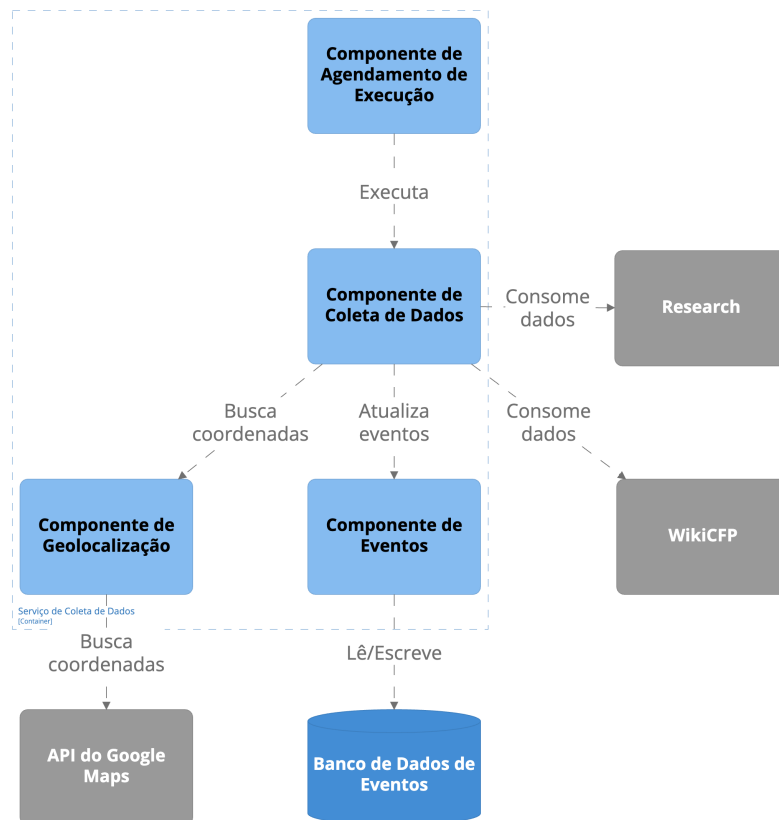 Componente de
Agendamento de
Execução
Executa
Componente de
Coleta de Dados
Consome
dados
Research
Busca
coordenadas
Atualiza
eventos
Consome
dados
Componente de
Geolocalização
Componente de
Eventos
WikiCFP
Serviço de Coleta de Dados
[Container]
Busca
coordenadas
Lê/Escreve
API do Google
Maps
Banco de Dados de
Eventos